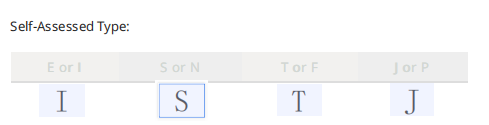 Self-Assessed Type:
E or I S or N T or F J or P
I S T J